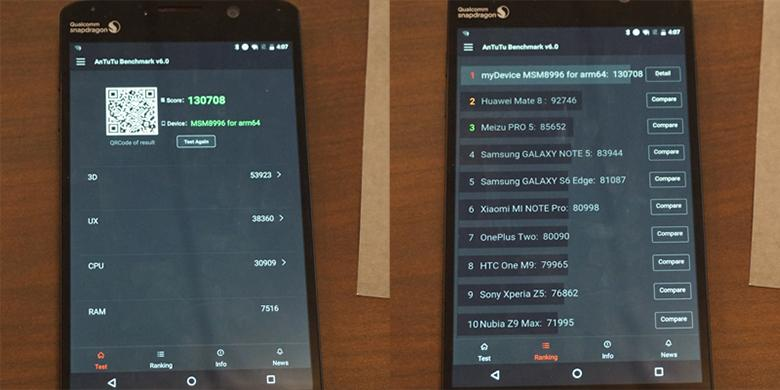 Qualcomm
snapdragon
4:07
AnTuTu Benchmark v6.0
Score: 130708
Device: MSM8996 for arm64
QRCode of result
Test Again
3D 53923
UX 38360
CPU 30909
RAM 7516
Test Ranking Info News
Qualcomm
snapdragon
4:07
AnTuTu Benchmark v6.0
1 myDevice MSM8996 for arm64: 130708 Detail
2 Huawei Mate 8: 92746 Compare
3 Meizu PRO 5: 85652 Compare
4 Samsung GALAXY NOTE 5: 83944 Compare
5 Samsung GALAXY S6 Edge: 81087 Compare
6 Xiaomi MI NOTE Pro: 80998 Compare
7 OnePlus Two: 80090 Compare
8 HTC One M9: 79965 Compare
9 Sony Xperia Z5: 76862 Compare
10 Nubia Z9 Max: 71995 Compare
Test Ranking Info News